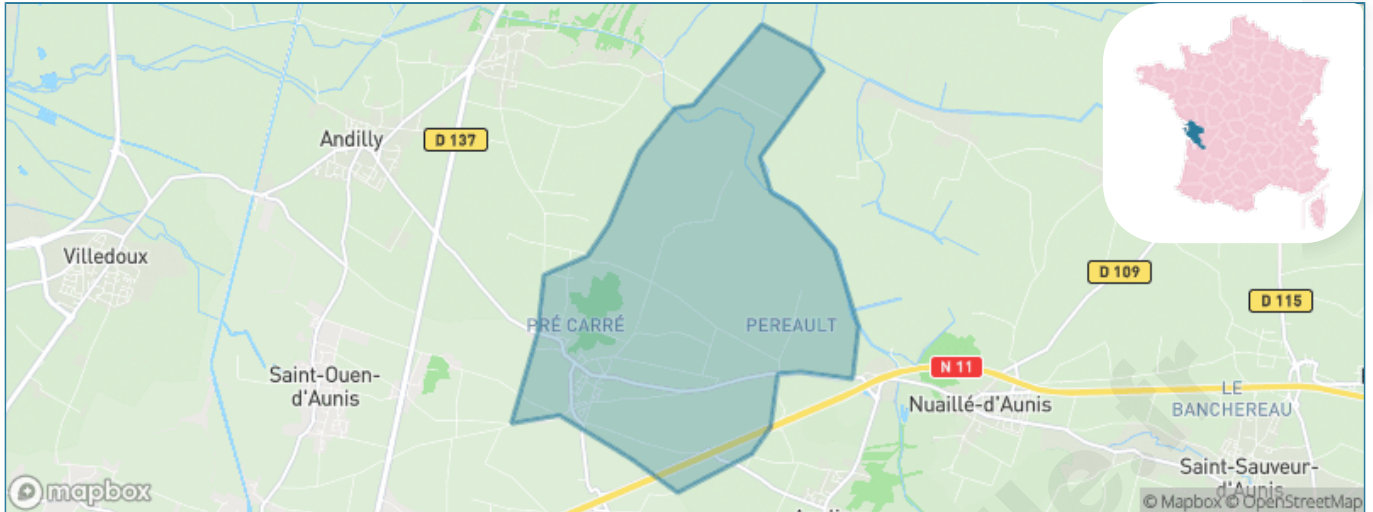 Andilly
D 137
Villedoux
D 109
D 115
PRÉ CARRÉ
PEREAULT
N 11
Saint-Ouen-
d'Aunis
Nuaillé-d'Aunis
LE
BANCHEREAU
Saint-Sauveur-
d'Aunis
mapbox
© Mapbox © OpenStreetMap